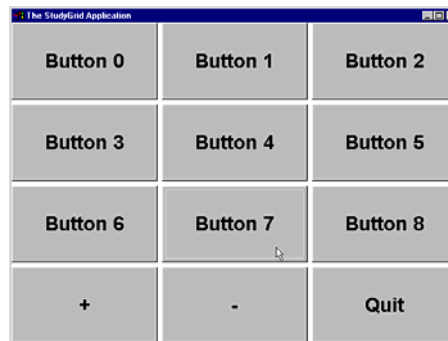 The StudyGrid Application
Button 0 Button 1 Button 2
Button 3 Button 4 Button 5
Button 6 Button 7 Button 8
+ - Quit